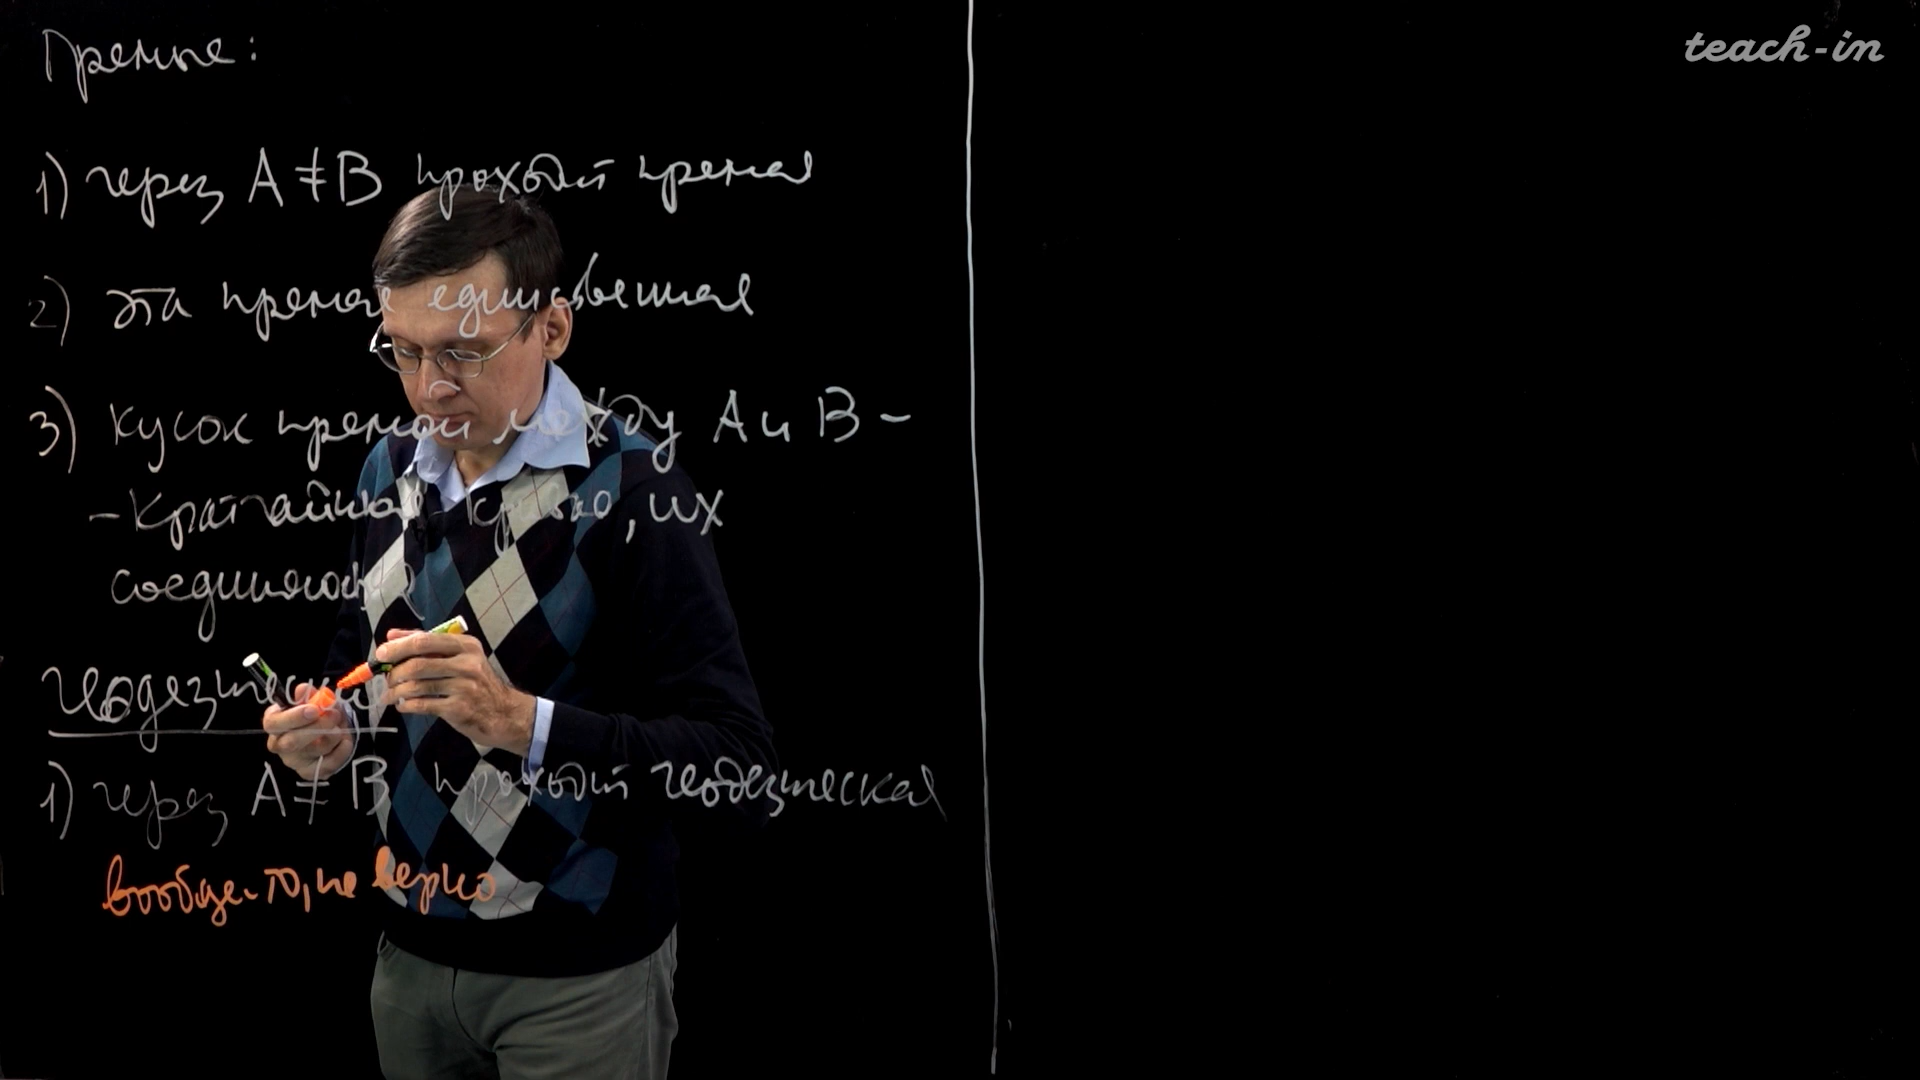 Прямые:
teach-in
1) через A ≠ B проходит прямая
2) эта прямая единственная
3) кусок прямой между A и B -
- кратчайшая кривая, их
соединяющая
Геодезические
1) через A ≠ B проходит геодезическая
вообще-то, не верно